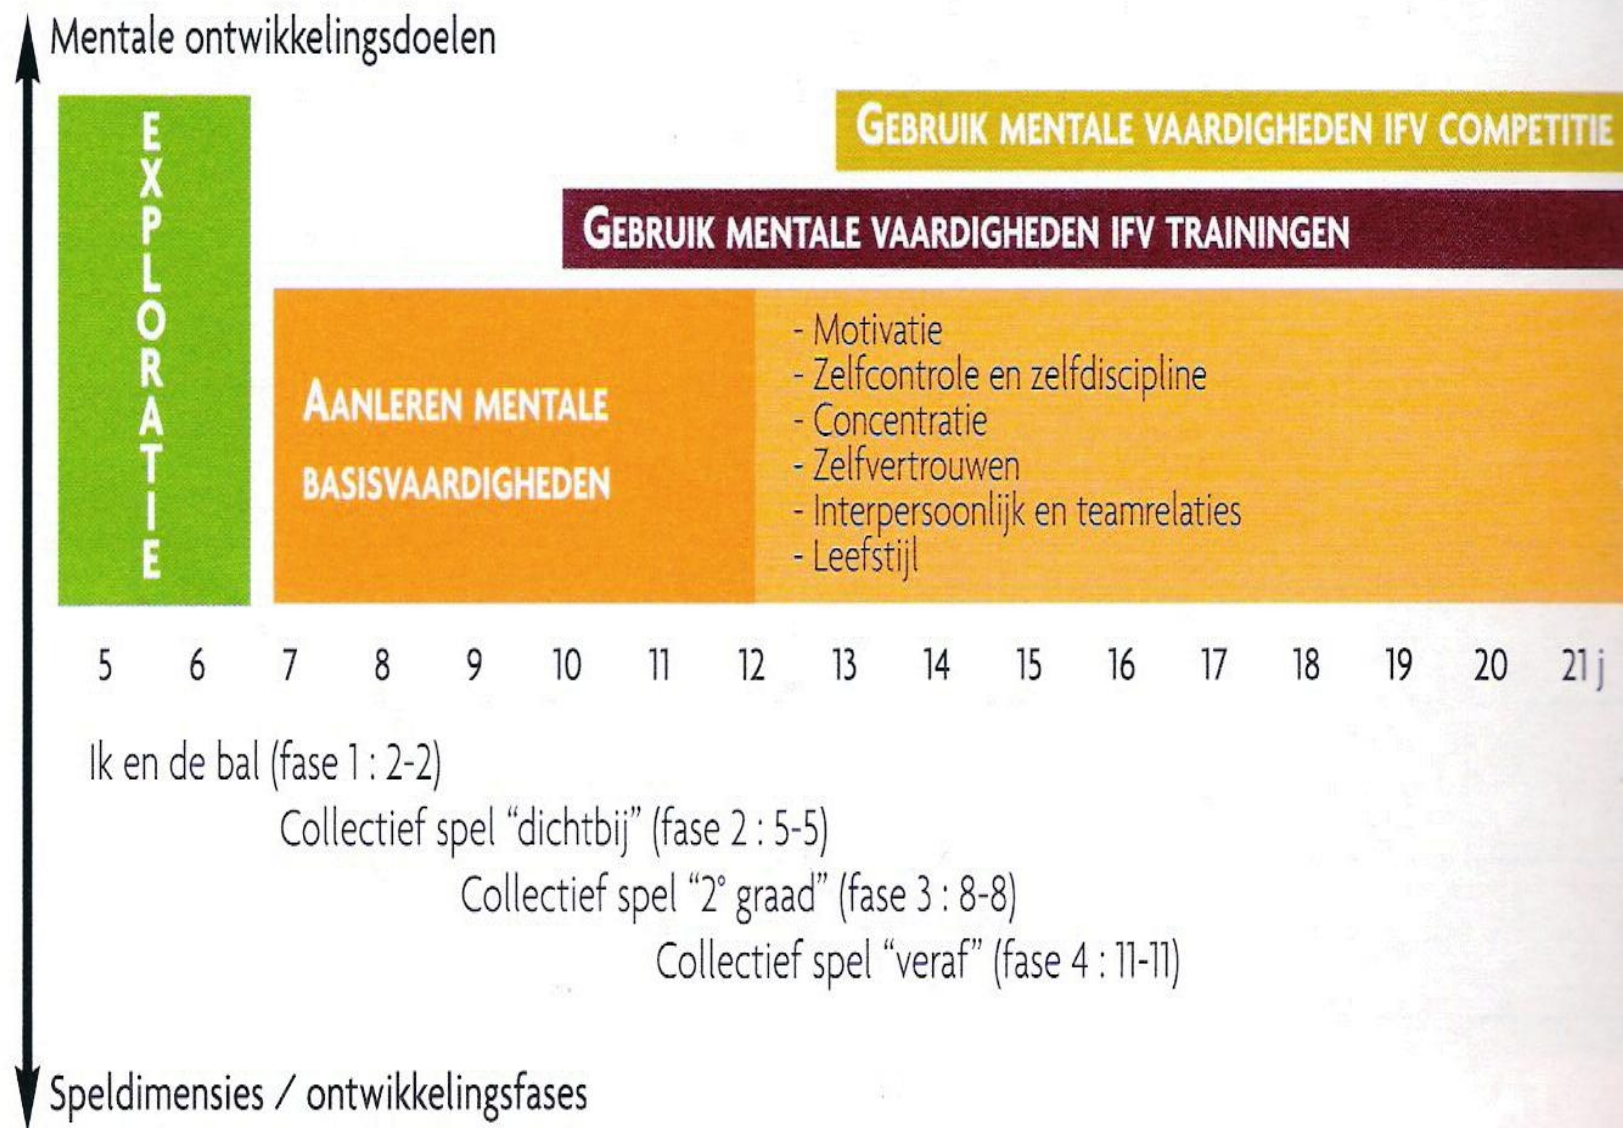 Mentale ontwikkelingsdoelen
EXPLORATIE
GEBRUIK MENTALE VAARDIGHEDEN IFV COMPETITIE
GEBRUIK MENTALE VAARDIGHEDEN IFV TRAININGEN
AANLEREN MENTALE
BASISVAARDIGHEDEN
- Motivatie
- Zelfcontrole en zelfdiscipline
- Concentratie
- Zelfvertrouwen
- Interpersoonlijk en teamrelaties
- Leefstijl
5 6 7 8 9 10 11 12 13 14 15 16 17 18 19 20 21 j
Ik en de bal (fase 1 : 2-2)
Collectief spel “dichtbij” (fase 2 : 5-5)
Collectief spel “2° graad” (fase 3 : 8-8)
Collectief spel “veraf” (fase 4 : 11-11)
Speldimensies / ontwikkelingsfases